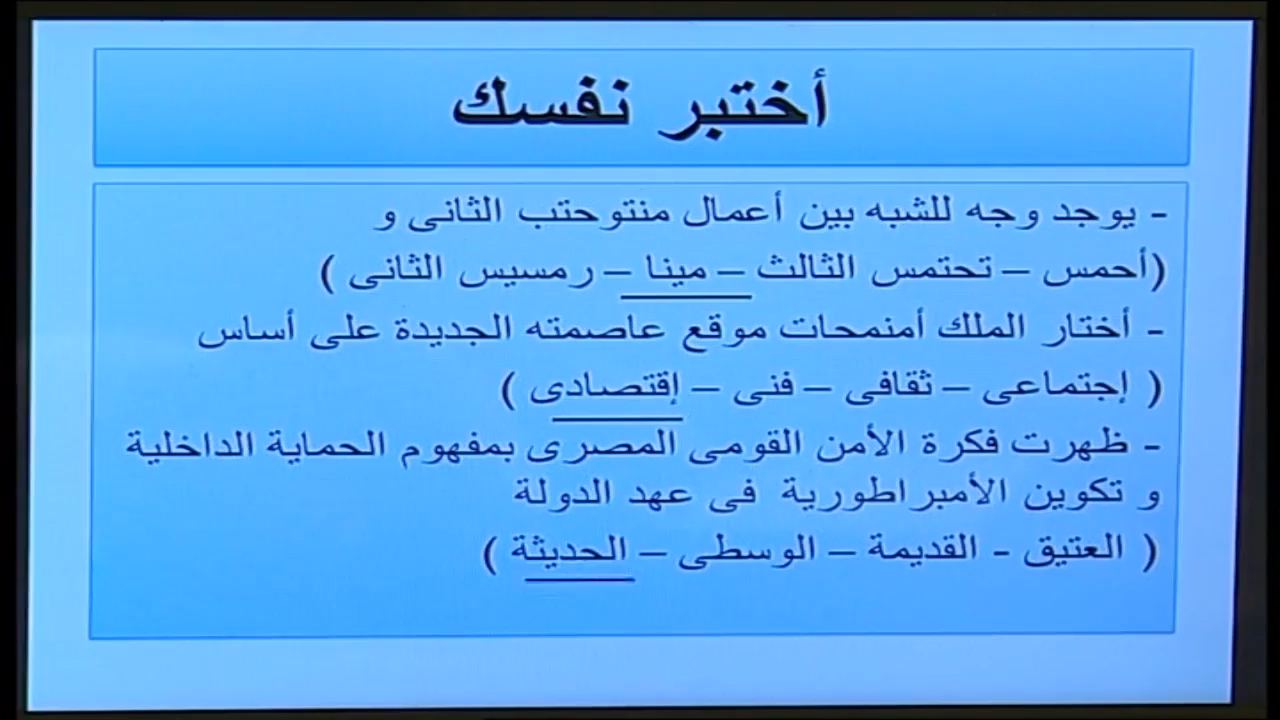 أختبر نفسك
- يوجد وجه للشبه بين أعمال منتوحتب الثانى و
(أحمس – تحتمس الثالث – مينا – رمسيس الثانى )
- أختار الملك أمنمحات موقع عاصمته الجديدة على أساس
( إجتماعى – ثقافى – فنى – إقتصادى )
- ظهرت فكرة الأمن القومى المصرى بمفهوم الحماية الداخلية
و تكوين الأمبراطورية فى عهد الدولة
( العتيق - القديمة – الوسطى – الحديثة )